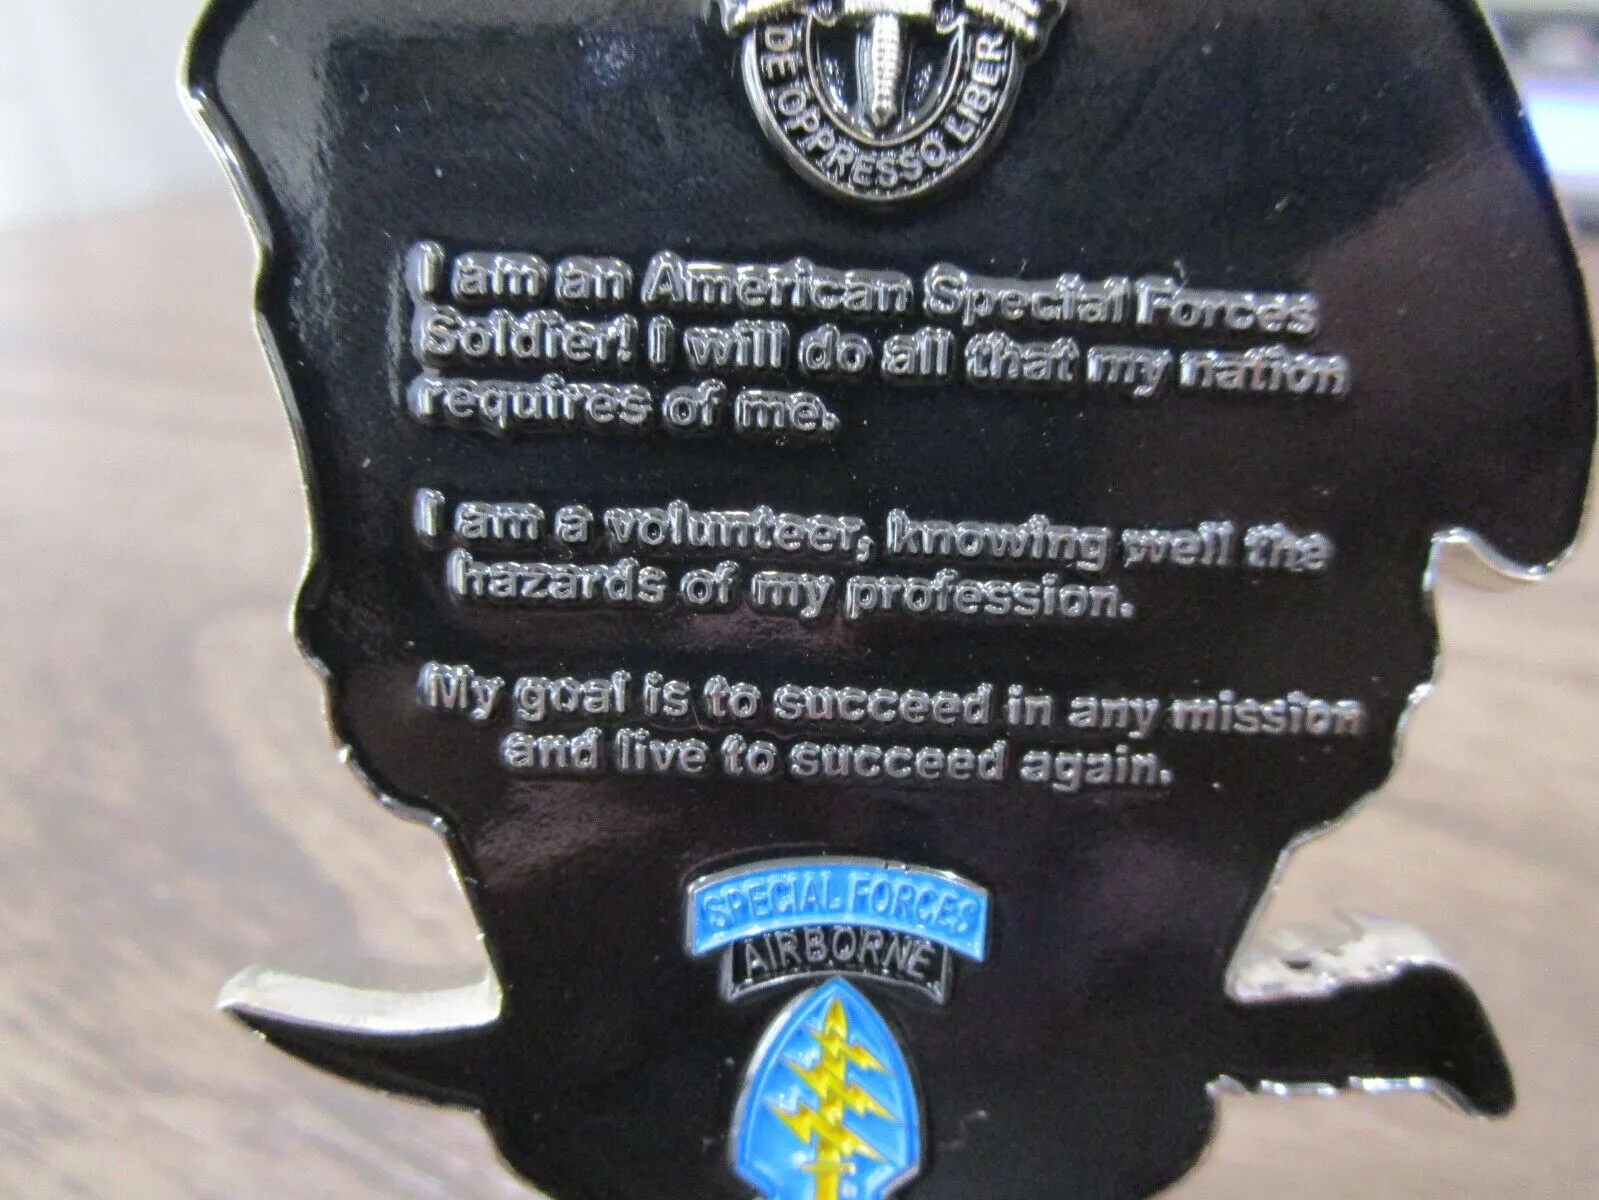 DE OPPRESSO LIBER
I am an American Special Forces
Soldier! I will do all that my nation
requires of me.
I am a volunteer, knowing well the
hazards of my profession.
My goal is to succeed in any mission
and live to succeed again.
SPECIAL FORCES
AIRBORNE